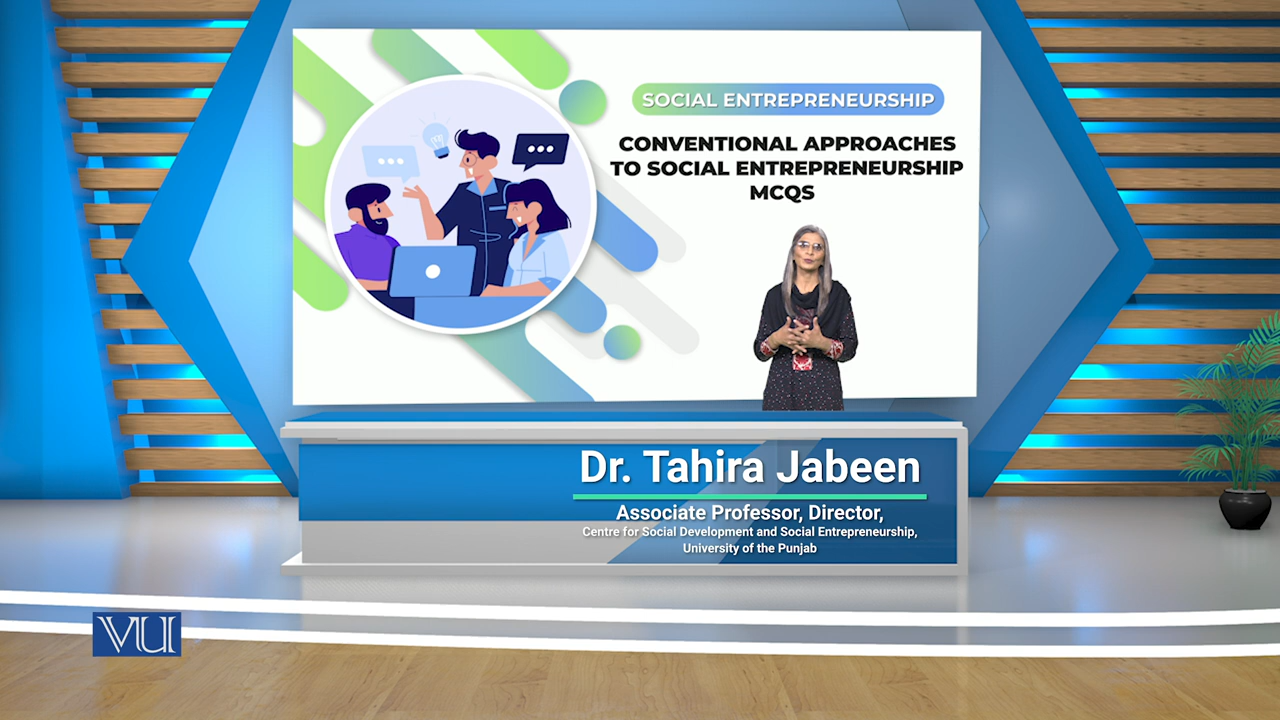 SOCIAL ENTREPRENEURSHIP
CONVENTIONAL APPROACHES
TO SOCIAL ENTREPRENEURSHIP
MCQS
Dr. Tahira Jabeen
Associate Professor, Director,
Centre for Social Development and Social Entrepreneurship,
University of the Punjab
VU